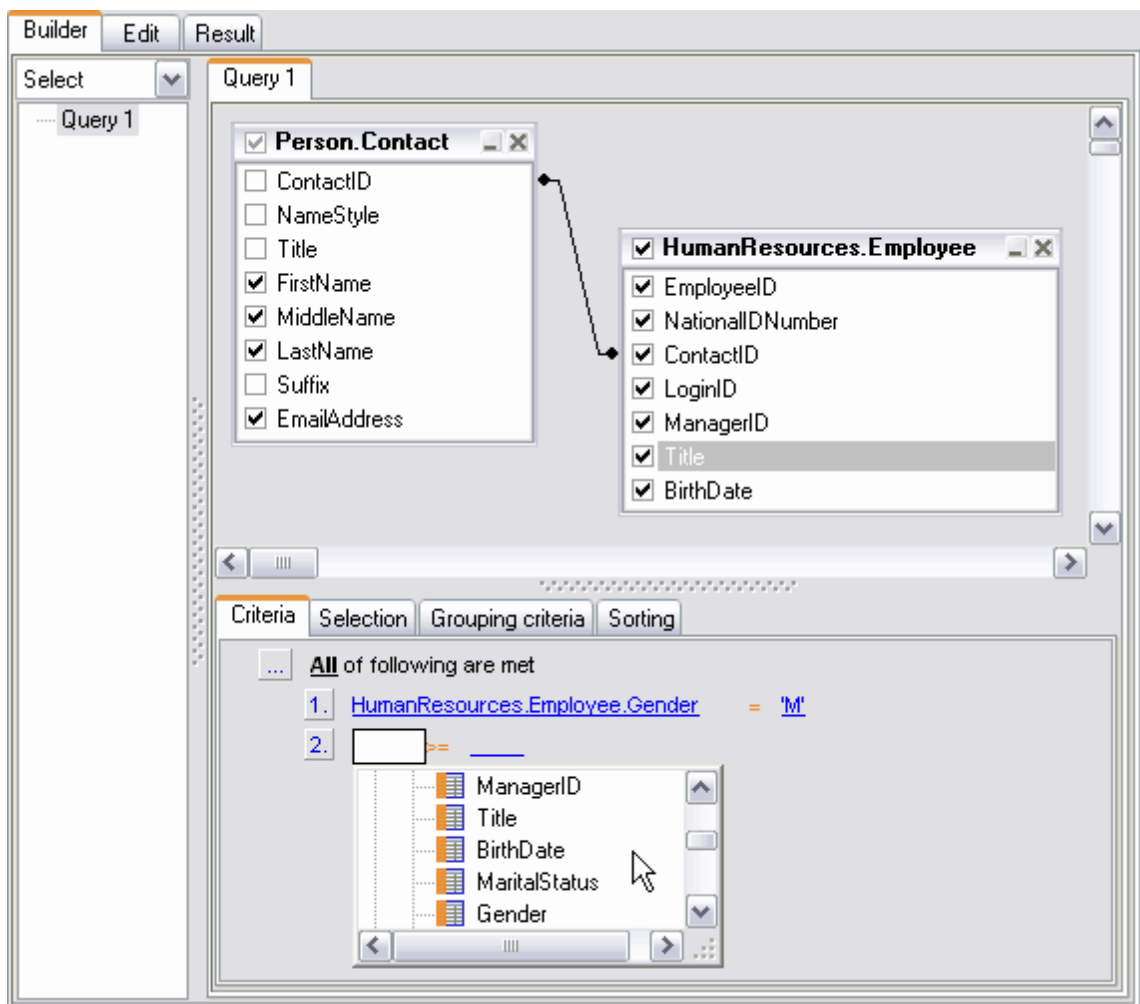 Builder Edit Result
Select
Query 1
Query 1
Person.Contact
ContactID
NameStyle
Title
FirstName
MiddleName
LastName
Suffix
EmailAddress
HumanResources.Employee
EmployeeID
NationalIDNumber
ContactID
LoginID
ManagerID
Title
BirthDate
Criteria Selection Grouping criteria Sorting
... All of following are met
1. HumanResources.Employee.Gender = 'M'
2. >=
ManagerID
Title
BirthDate
MaritalStatus
Gender